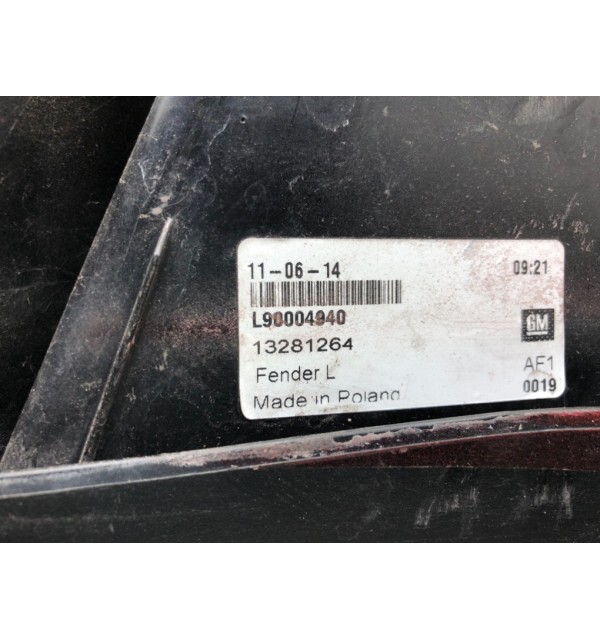 11-06-14 09:21
L90004940
GM
13281264
Fender L AF1
Made in Poland 0019